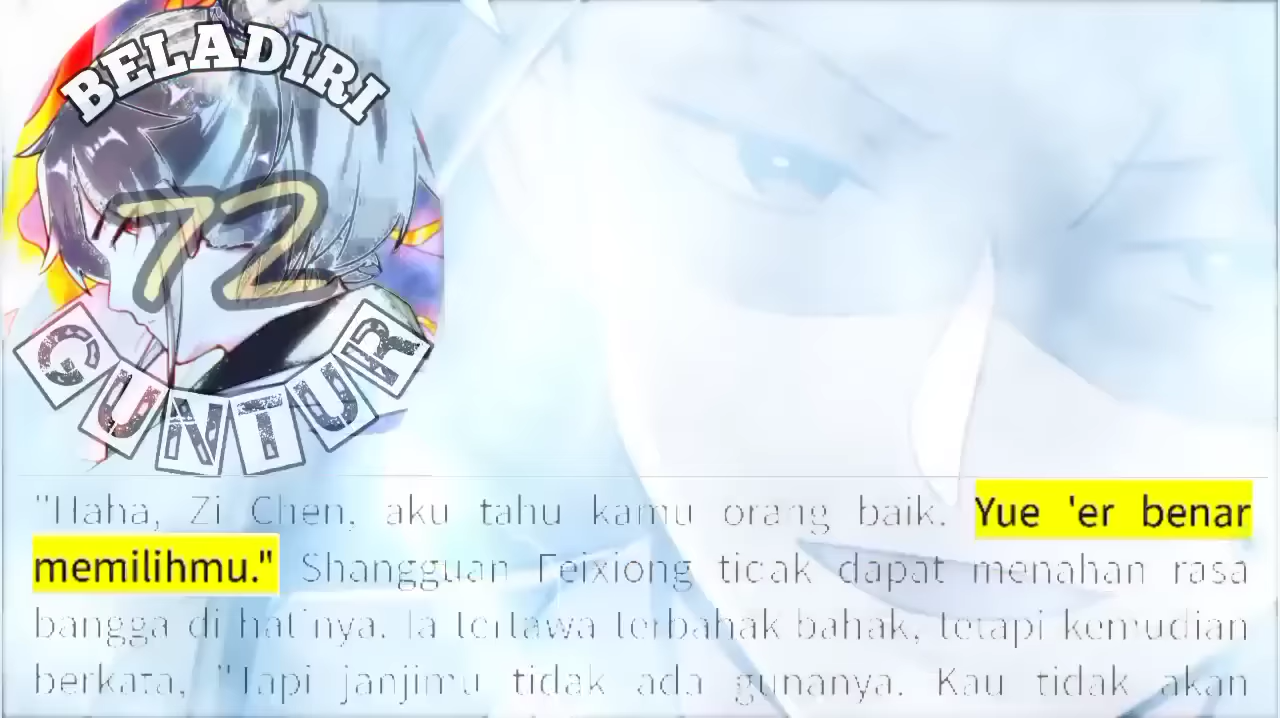 BELADIRI
72
GUNTUR
"Haha, Zi Chen, aku tahu kamu orang baik. Yue 'er benar
memilihmu." Shangguan Feixiong tidak dapat menahan rasa
bangga di hatinya. Ia tertawa terbahak bahak, tetapi kemudian
berkata, "Tapi janjimu tidak ada gunanya. Kau tidak akan